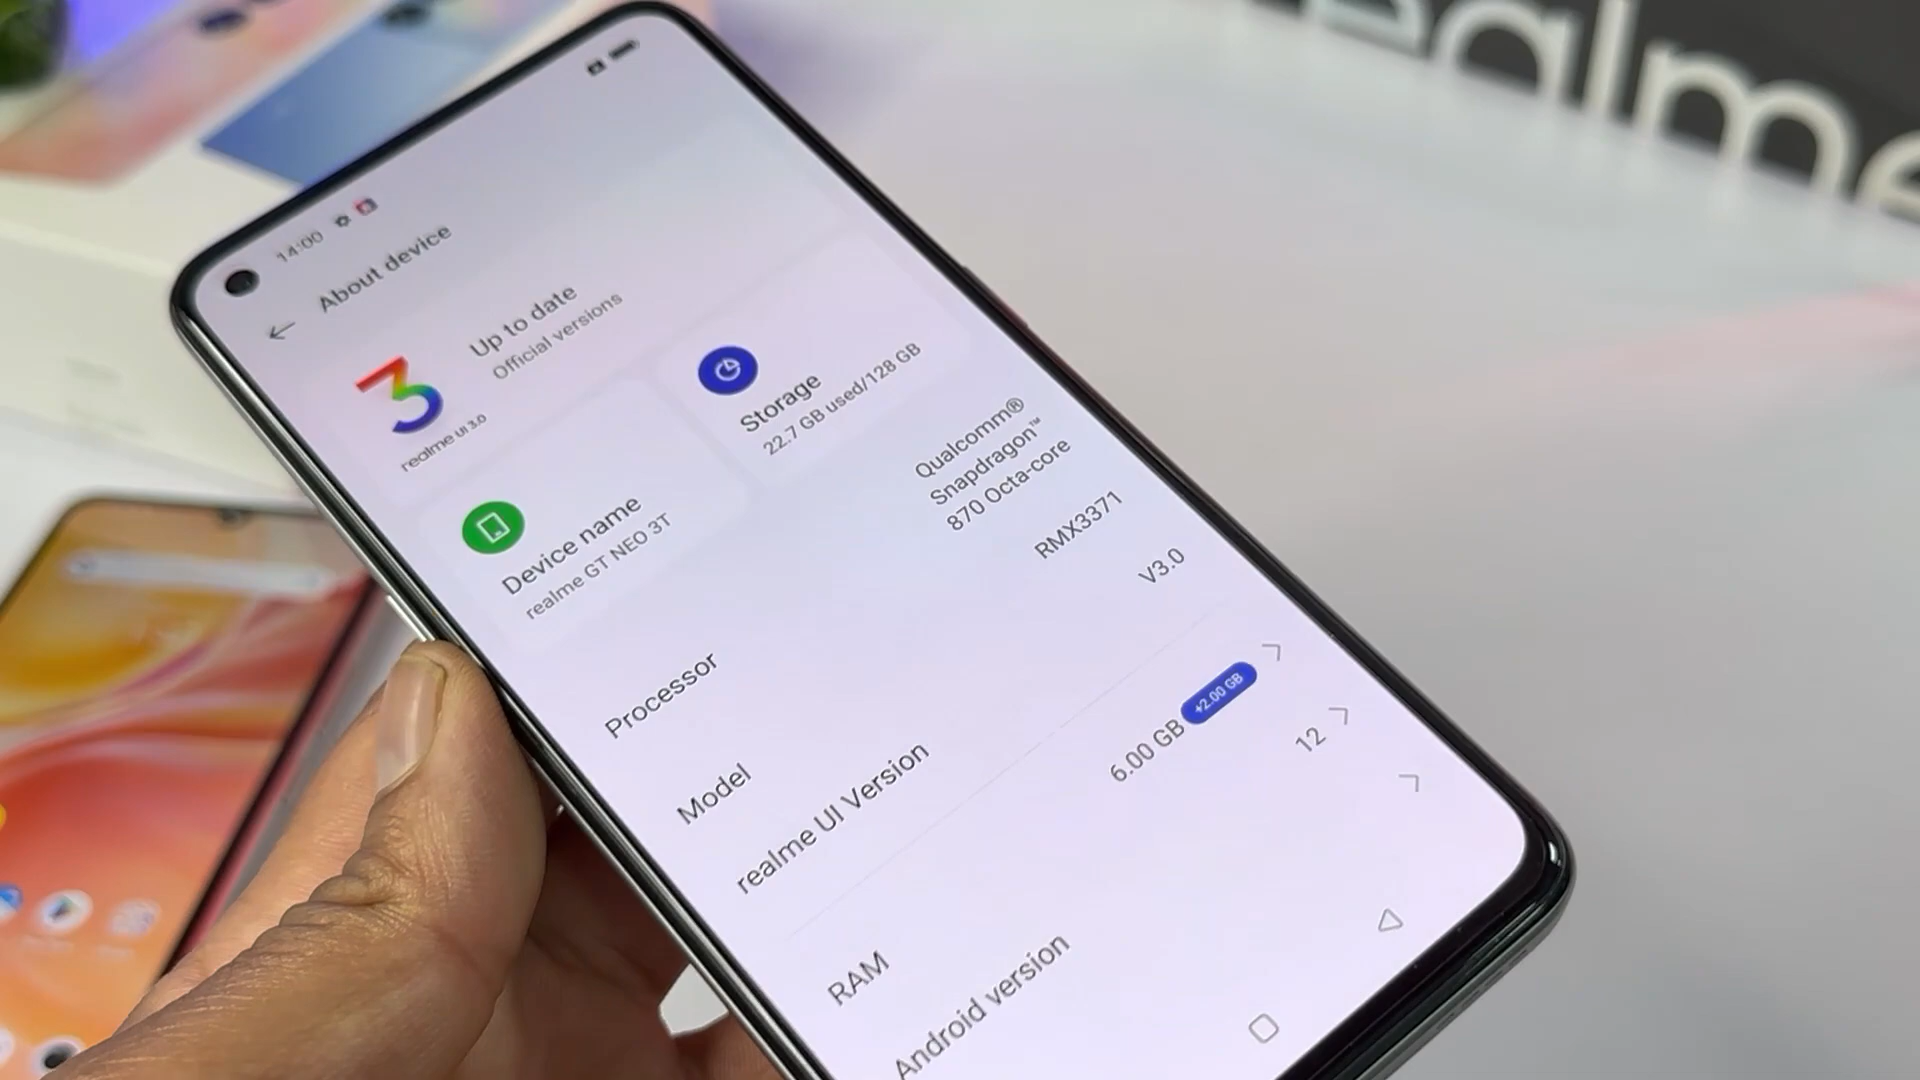 realme
14:00
About device
Up to date
Official versions
realme UI 3.0
Storage
22.7 GB used/128 GB
Device name
realme GT NEO 3T
Processor
Qualcomm®
Snapdragon™
870 Octa-core
Model
RMX3371
realme UI Version
V3.0
RAM
6.00 GB
+2.00 GB
Android version
12